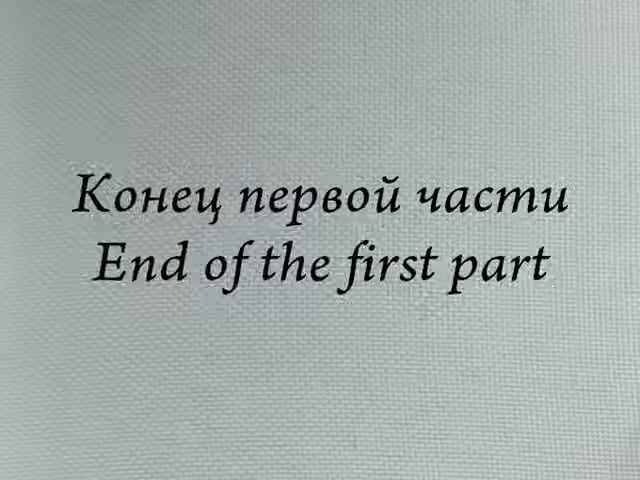 Конец первой части
End of the first part